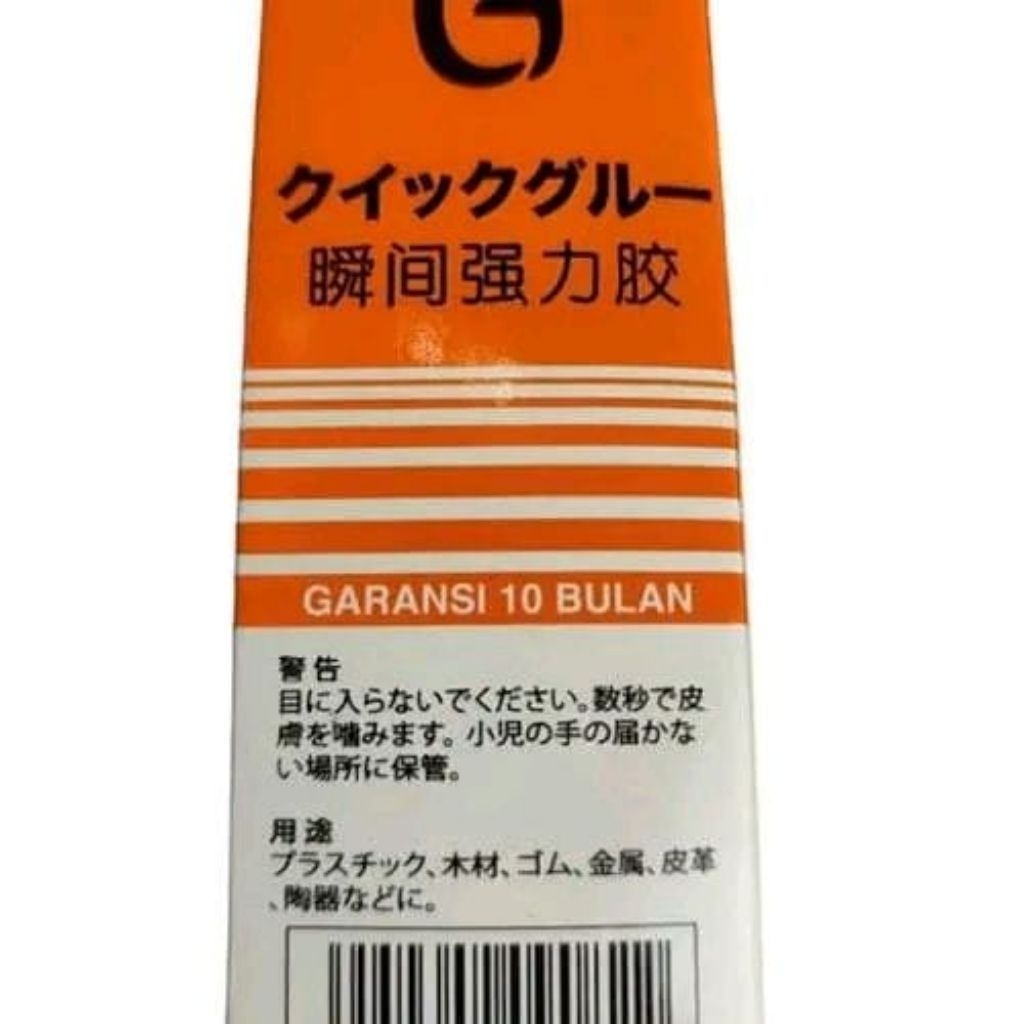 G
クイックグルー
瞬间强力胶
GARANSI 10 BULAN
警告
目に入らないでください。数秒で皮
膚を噛みます。小児の手の届かな
い場所に保管。
用途
プラスチック、木材、ゴム、金属、皮革
、陶器などに。